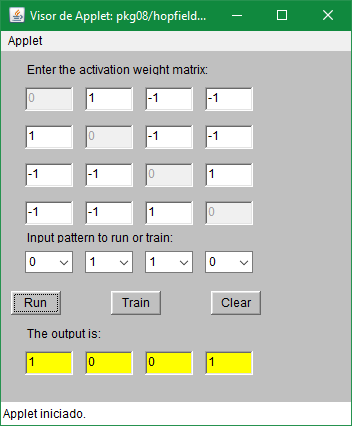 Visor de Applet: pkg08/hopfield...
Applet
Enter the activation weight matrix:
0 1 -1 -1
1 0 -1 -1
-1 -1 0 1
-1 -1 1 0
Input pattern to run or train:
0 1 1 0
Run Train Clear
The output is:
1 0 0 1
Applet iniciado.